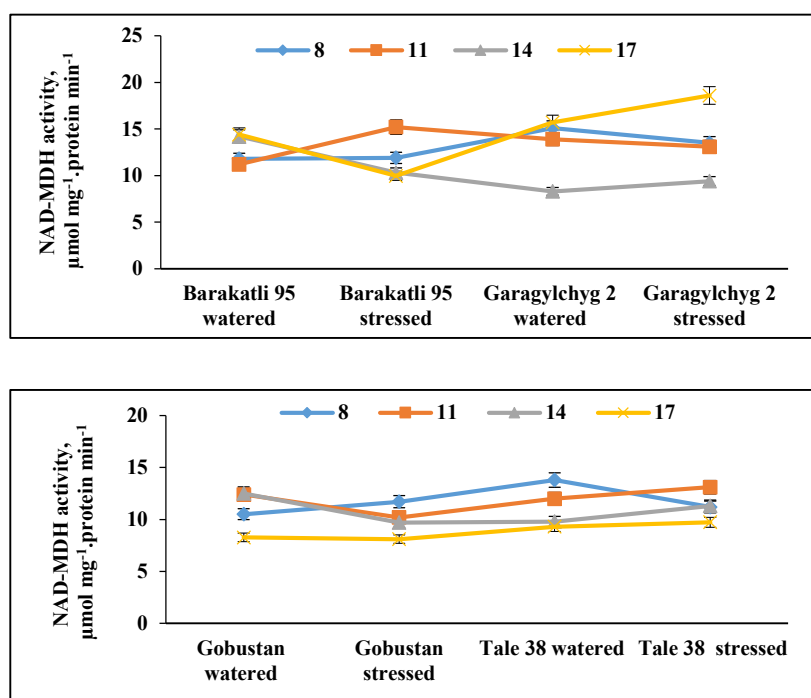 NAD-MDH activity,
µmol mg⁻¹.protein min⁻¹
25
20
15
10
5
0
8 11 14 17
Barakatli 95 watered
Barakatli 95 stressed
Garagylchyg 2 watered
Garagylchyg 2 stressed
NAD-MDH activity,
µmol mg⁻¹.protein min⁻¹
20
15
10
5
0
8 11 14 17
Gobustan watered
Gobustan stressed
Tale 38 watered
Tale 38 stressed